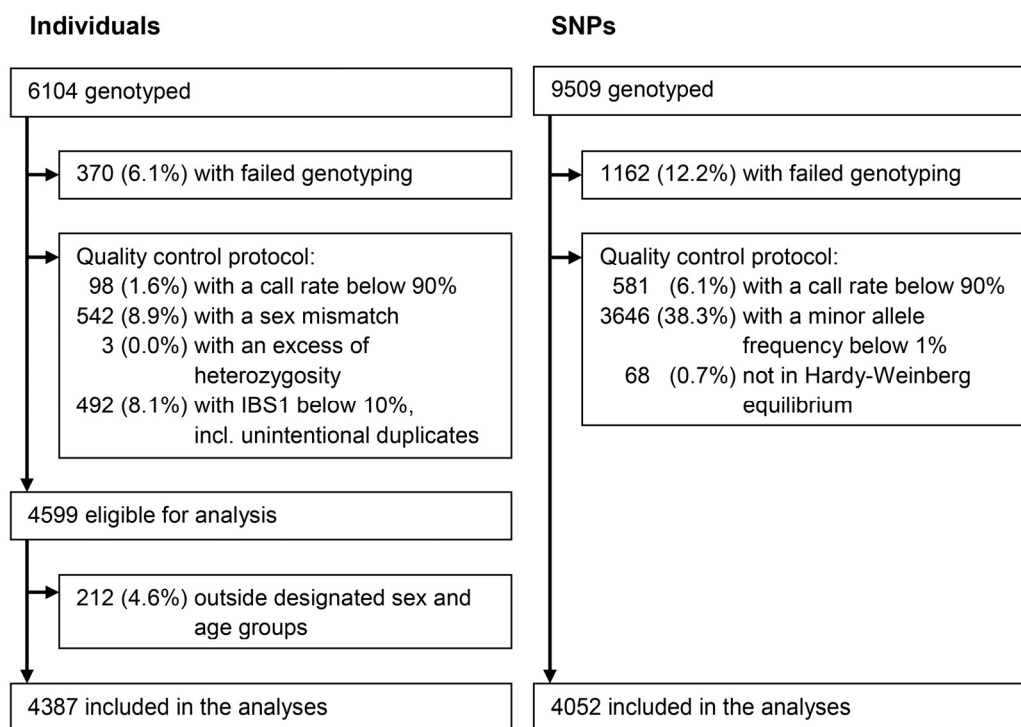 Individuals
6104 genotyped
370 (6.1%) with failed genotyping
Quality control protocol:
98 (1.6%) with a call rate below 90%
542 (8.9%) with a sex mismatch
3 (0.0%) with an excess of
heterozygosity
492 (8.1%) with IBS1 below 10%,
incl. unintentional duplicates
4599 eligible for analysis
212 (4.6%) outside designated sex and
age groups
4387 included in the analyses
SNPs
9509 genotyped
1162 (12.2%) with failed genotyping
Quality control protocol:
581 (6.1%) with a call rate below 90%
3646 (38.3%) with a minor allele
frequency below 1%
68 (0.7%) not in Hardy-Weinberg
equilibrium
4052 included in the analyses